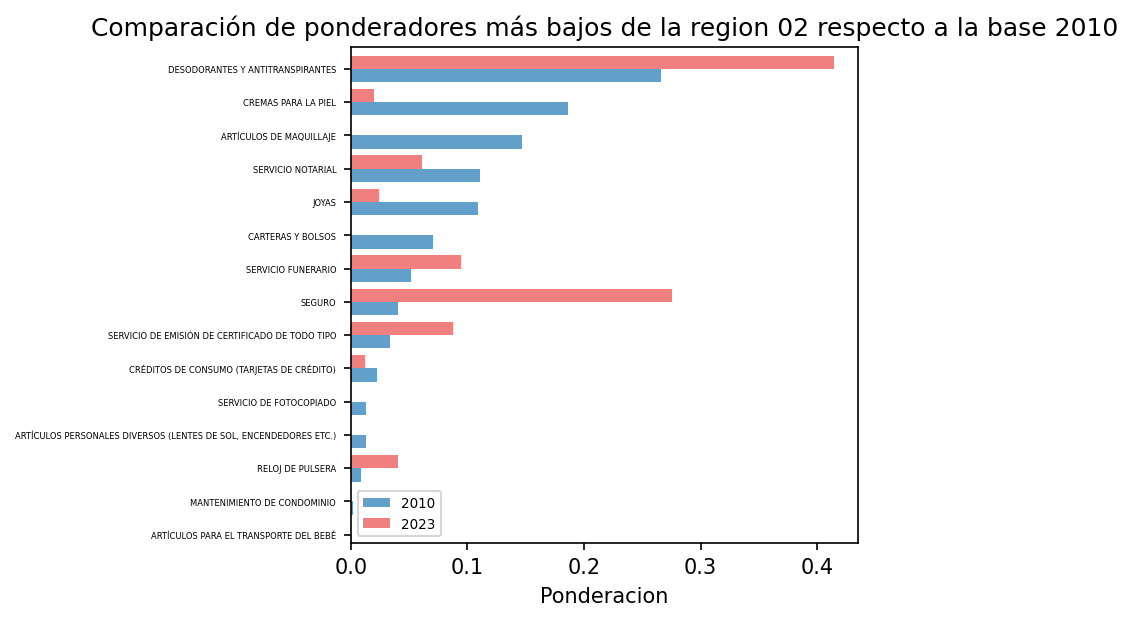 Comparación de ponderadores más bajos de la region 02 respecto a la base 2010
DESODORANTES Y ANTITRANSPIRANTES
CREMAS PARA LA PIEL
ARTÍCULOS DE MAQUILLAJE
SERVICIO NOTARIAL
JOYAS
CARTERAS Y BOLSOS
SERVICIO FUNERARIO
SEGURO
SERVICIO DE EMISIÓN DE CERTIFICADO DE TODO TIPO
CRÉDITOS DE CONSUMO (TARJETAS DE CRÉDITO)
SERVICIO DE FOTOCOPIADO
ARTÍCULOS PERSONALES DIVERSOS (LENTES DE SOL, ENCENDEDORES ETC.)
RELOJ DE PULSERA
MANTENIMIENTO DE CONDOMINIO
ARTÍCULOS PARA EL TRANSPORTE DEL BEBÉ
2010
2023
0.0 0.1 0.2 0.3 0.4
Ponderacion